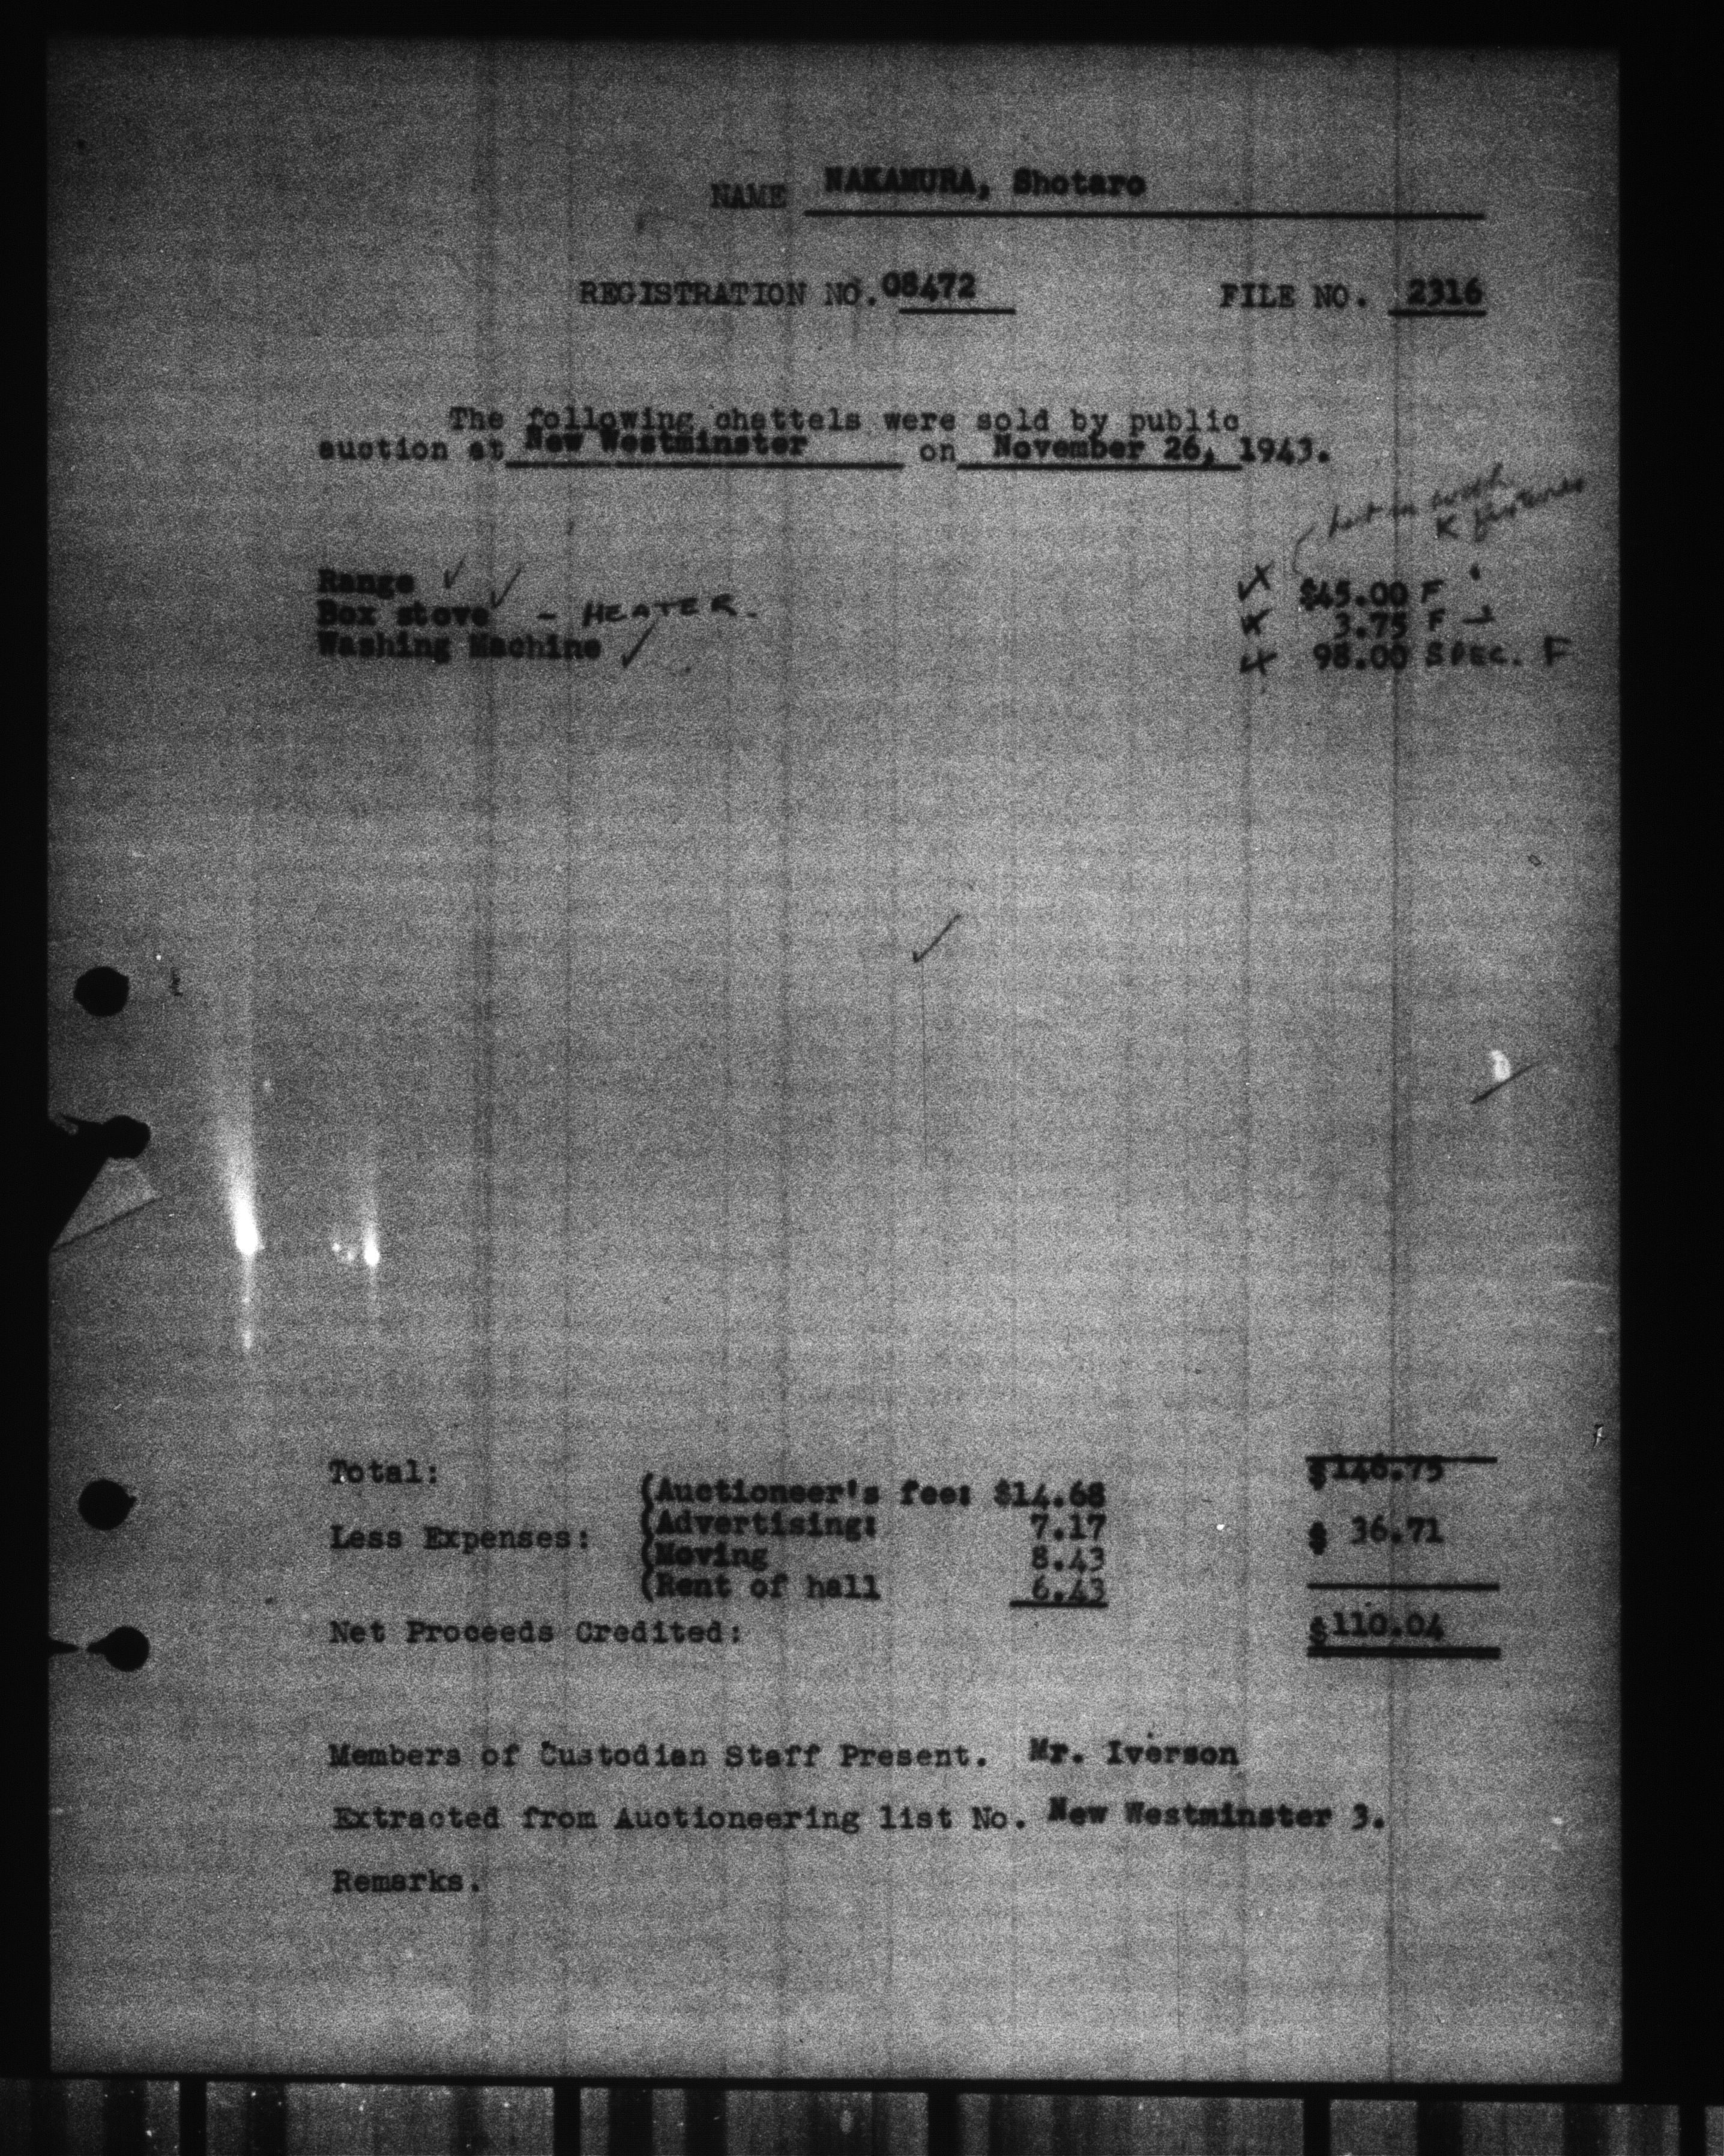 NAME NAKAMURA, Shotaro
REGISTRATION NO. 08472 FILE NO. 2316
The following chattels were sold by public
auction at New Westminster on November 26, 1943.
K
Range ✓ $45.00 F
Box stove ✓ - HEATER. 3.75 F
Washing Machine ✓ 98.00 SPEC. F
Total: $146.75
(Auctioneer's fee: $14.68
Less Expenses: (Advertising: 7.17 $ 36.71
(Moving 8.43
(Rent of hall 6.43
Net Proceeds Credited: $110.04
Members of Custodian Staff Present. Mr. Iverson
Extracted from Auctioneering list No. New Westminster 3.
Remarks.